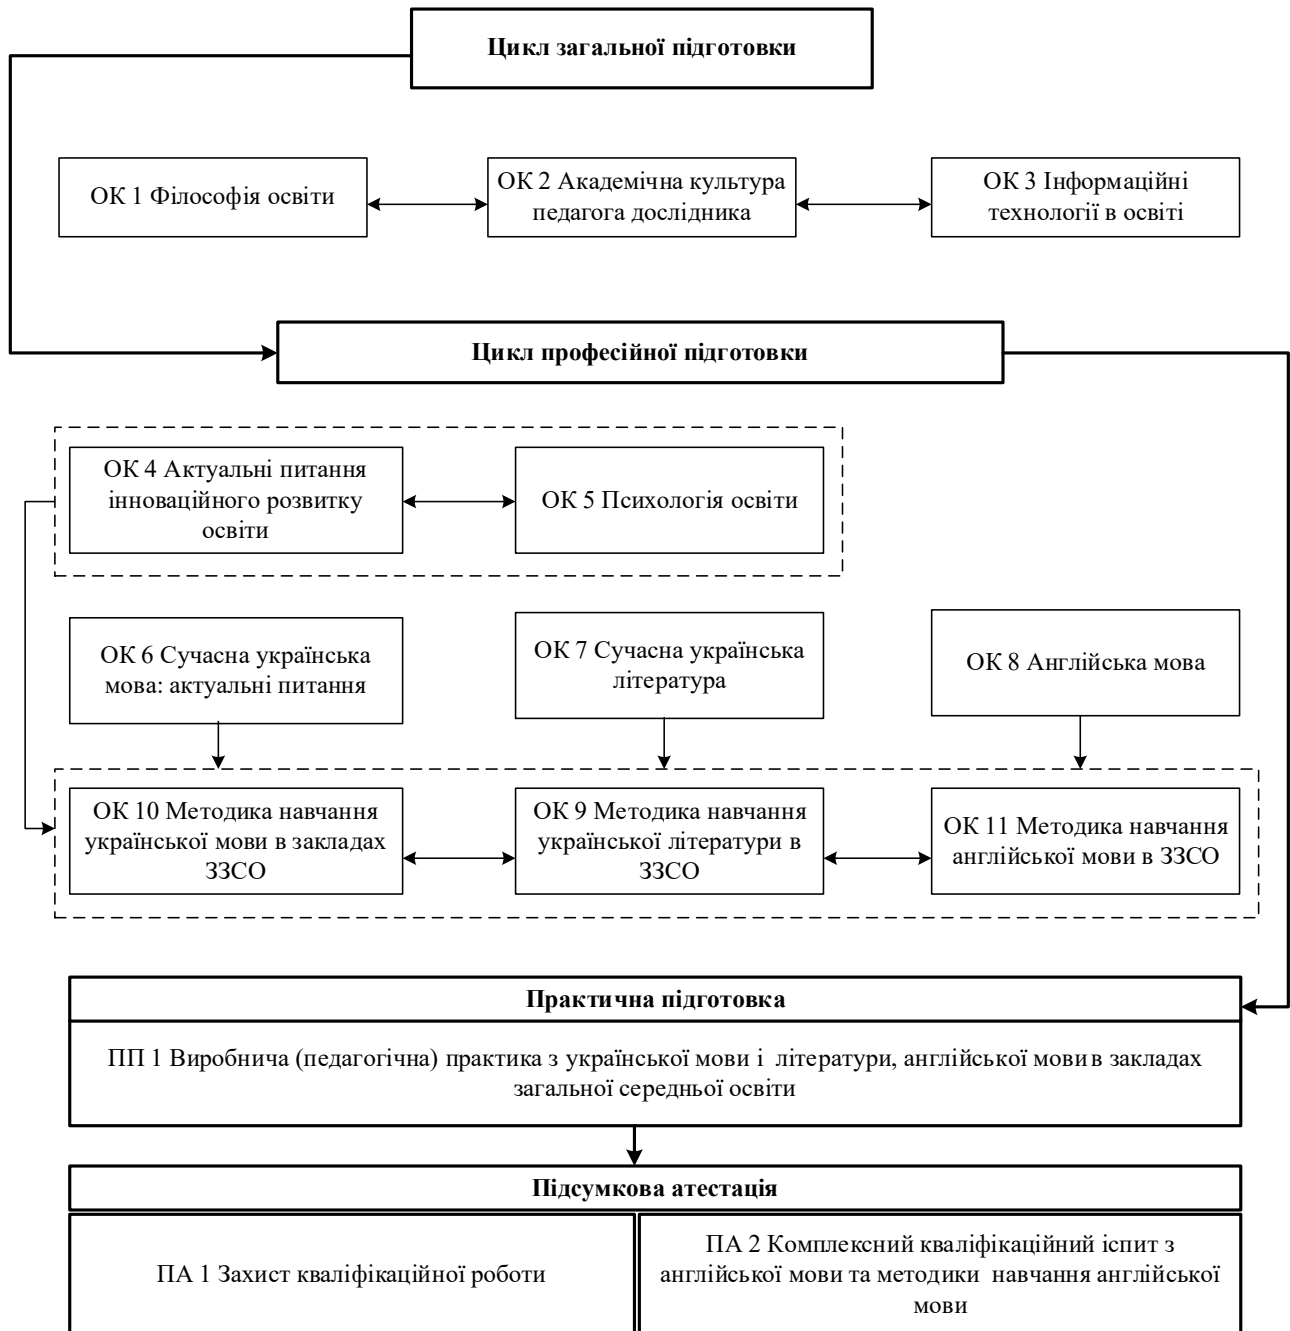 Цикл загальної підготовки
ОК 1 Філософія освіти
ОК 2 Академічна культура
педагога дослідника
ОК 3 Інформаційні
технології в освіті
Цикл професійної підготовки
ОК 4 Актуальні питання
інноваційного розвитку
освіти
ОК 5 Психологія освіти
ОК 6 Сучасна українська
мова: актуальні питання
ОК 7 Сучасна українська
література
ОК 8 Англійська мова
ОК 10 Методика навчання
української мови в закладах
ЗЗСО
ОК 9 Методика навчання
української літератури в
ЗЗСО
ОК 11 Методика навчання
англійської мови в ЗЗСО
Практична підготовка
ПП 1 Виробнича (педагогічна) практика з української мови і літератури, англійської мови в закладах
загальної середньої освіти
Підсумкова атестація
ПА 1 Захист кваліфікаційної роботи
ПА 2 Комплексний кваліфікаційний іспит з
англійської мови та методики навчання англійської
мови